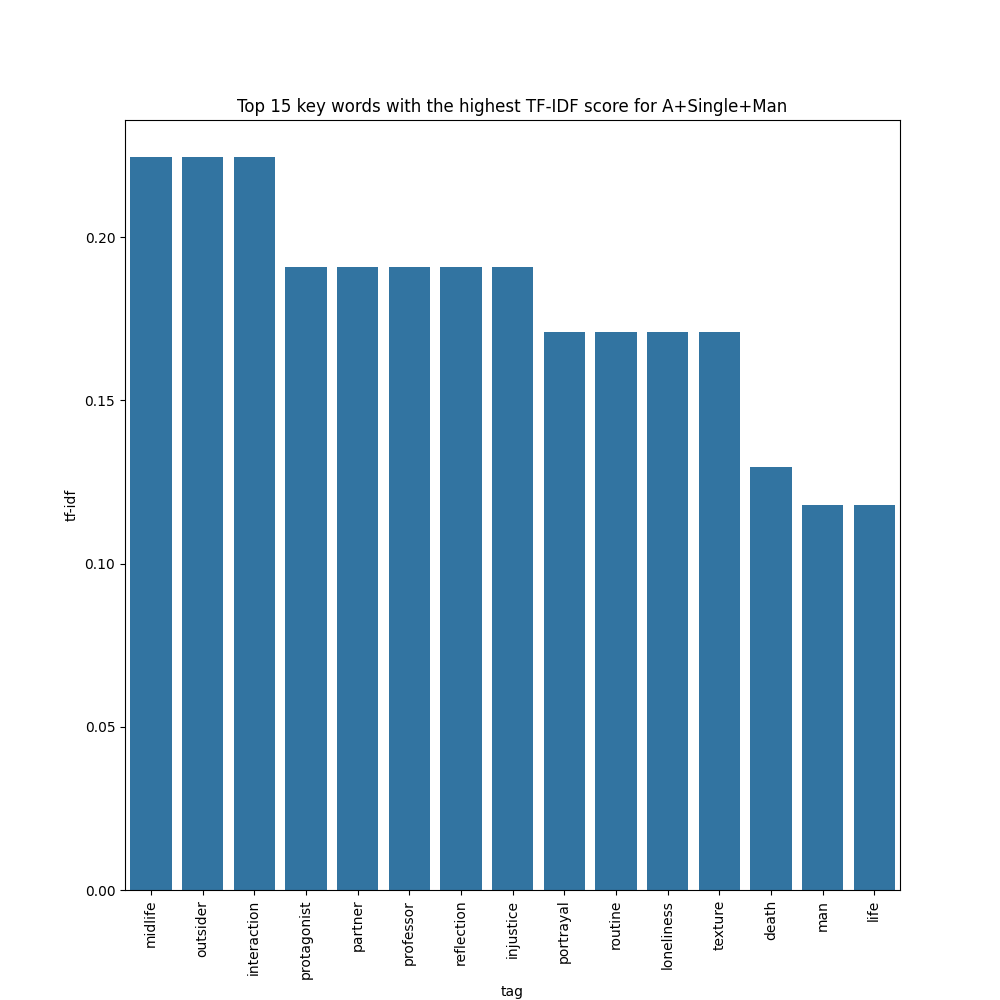 Top 15 key words with the highest TF-IDF score for A+Single+Man
tf-idf
0.20
0.15
0.10
0.05
0.00
midlife
outsider
interaction
protagonist
partner
professor
reflection
injustice
portrayal
routine
loneliness
texture
death
man
life
tag